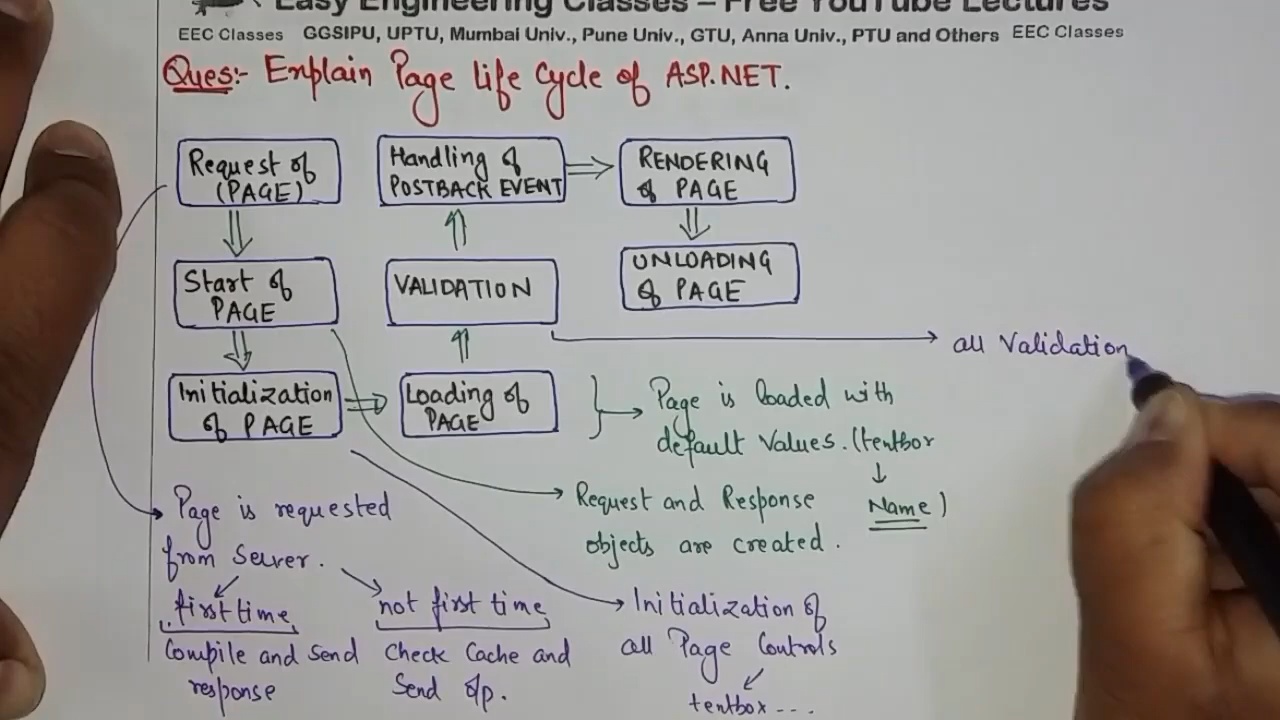 Easy Engineering Classes – Free YouTube Lectures
EEC Classes GGSIPU, UPTU, Mumbai Univ., Pune Univ., GTU, Anna Univ., PTU and Others EEC Classes
Ques:- Explain Page life Cycle of ASP.NET.
Request of
(PAGE)
Start of
PAGE
Initialization
of PAGE
Handling of
POSTBACK EVENT
VALIDATION
Loading of
PAGE
RENDERING
of PAGE
UNLOADING
of PAGE
all Validation
Page is loaded with
default values. (textbox
Name)
Request and Response
objects are created.
Page is requested
from Server.
first time
Compile and Send
response
not first time
Check Cache and
Send o/p.
Initialization of
all Page Controls
textbox ...